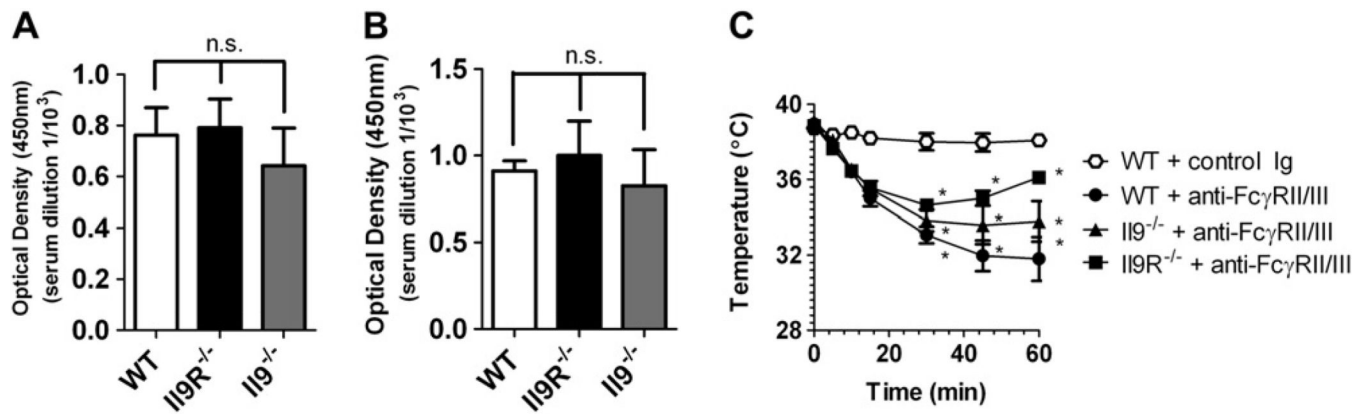 A
Optical Density (450nm)
(serum dilution 1/10³)
n.s.
1.0
0.8
0.6
0.4
0.2
0.0
WT
Il9R⁻/⁻
Il9⁻/⁻
B
Optical Density (450nm)
(serum dilution 1/10³)
n.s.
1.5
1.0
0.5
0.0
WT
Il9R⁻/⁻
Il9⁻/⁻
C
Temperature (°C)
40
36
32
28
* * *
* * *
* * *
0 20 40 60
Time (min)
WT + control Ig
WT + anti-FcγRII/III
Il9⁻/⁻ + anti-FcγRII/III
Il9R⁻/⁻ + anti-FcγRII/III